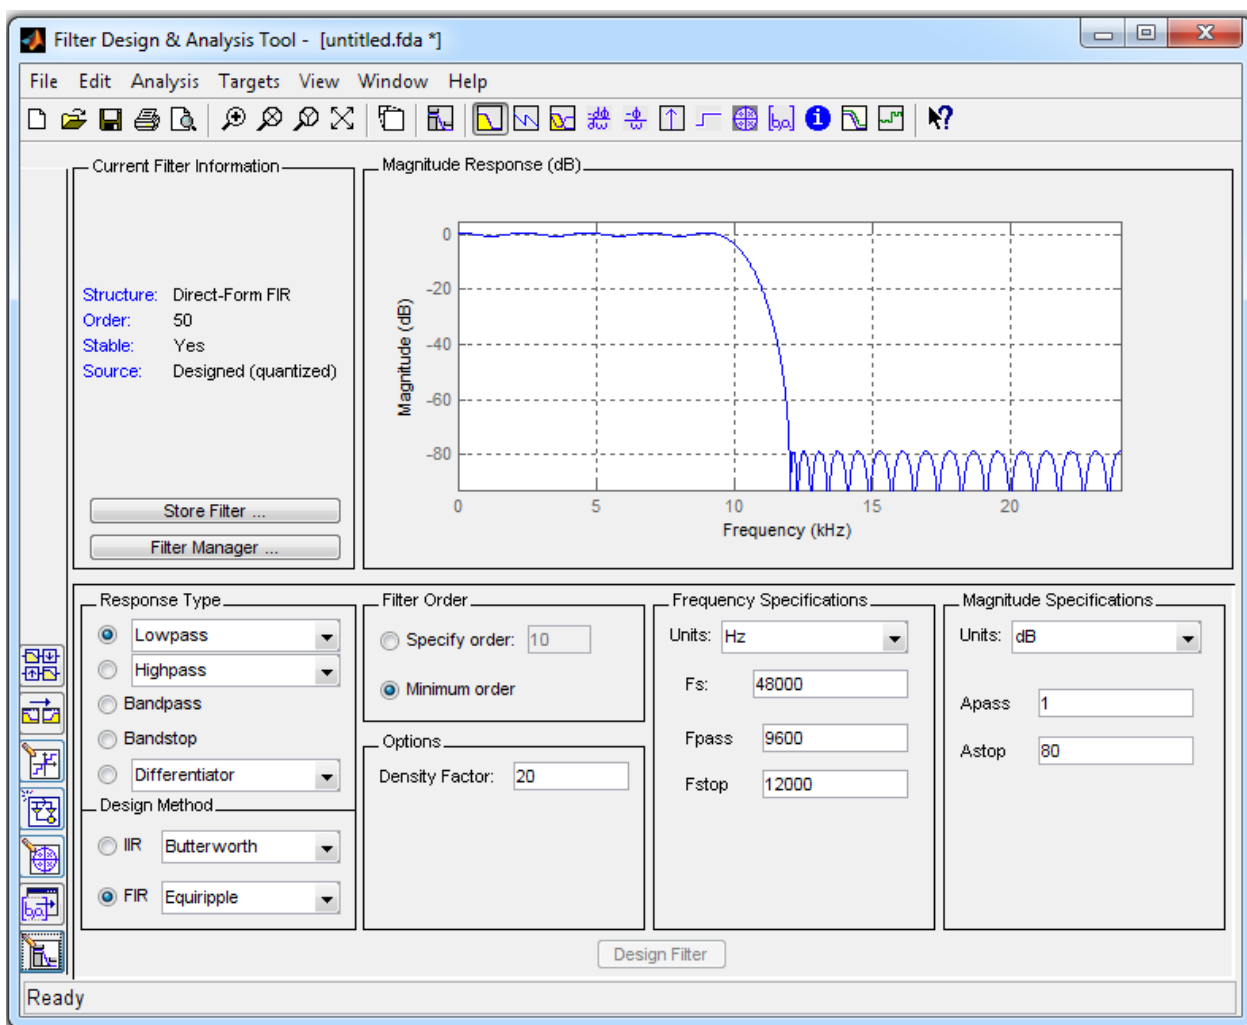 Filter Design & Analysis Tool - [untitled.fda *]
File Edit Analysis Targets View Window Help
Current Filter Information
Structure: Direct-Form FIR
Order: 50
Stable: Yes
Source: Designed (quantized)
Store Filter ...
Filter Manager ...
Magnitude Response (dB)
0
-20
-40
-60
-80
Magnitude (dB)
0 5 10 15 20
Frequency (kHz)
Response Type
Lowpass
Highpass
Bandpass
Bandstop
Differentiator
Design Method
IIR Butterworth
FIR Equiripple
Filter Order
Specify order: 10
Minimum order
Options
Density Factor: 20
Frequency Specifications
Units: Hz
Fs: 48000
Fpass 9600
Fstop 12000
Magnitude Specifications
Units: dB
Apass 1
Astop 80
Design Filter
Ready